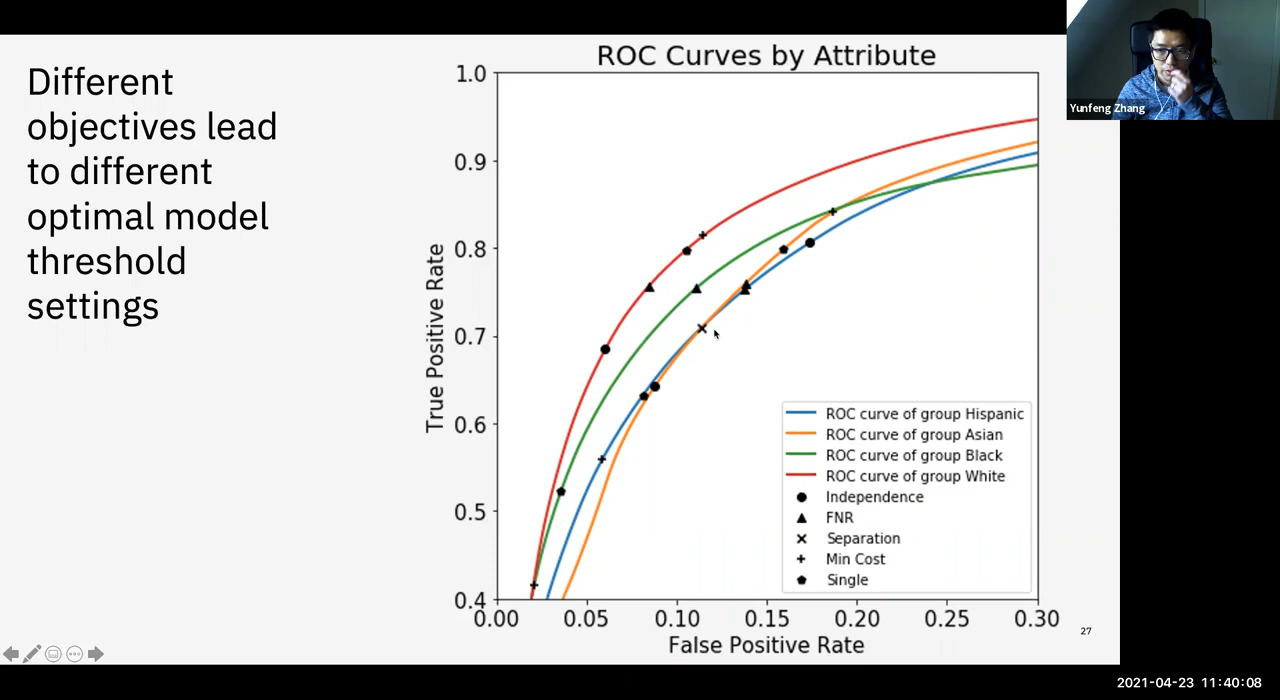 Different
objectives lead
to different
optimal model
threshold
settings
ROC Curves by Attribute
True Positive Rate
1.0
0.9
0.8
0.7
0.6
0.5
0.4
0.00 0.05 0.10 0.15 0.20 0.25 0.30
False Positive Rate
ROC curve of group Hispanic
ROC curve of group Asian
ROC curve of group Black
ROC curve of group White
Independence
FNR
Separation
Min Cost
Single
27
Yunfeng Zhang
2021-04-23 11:40:08